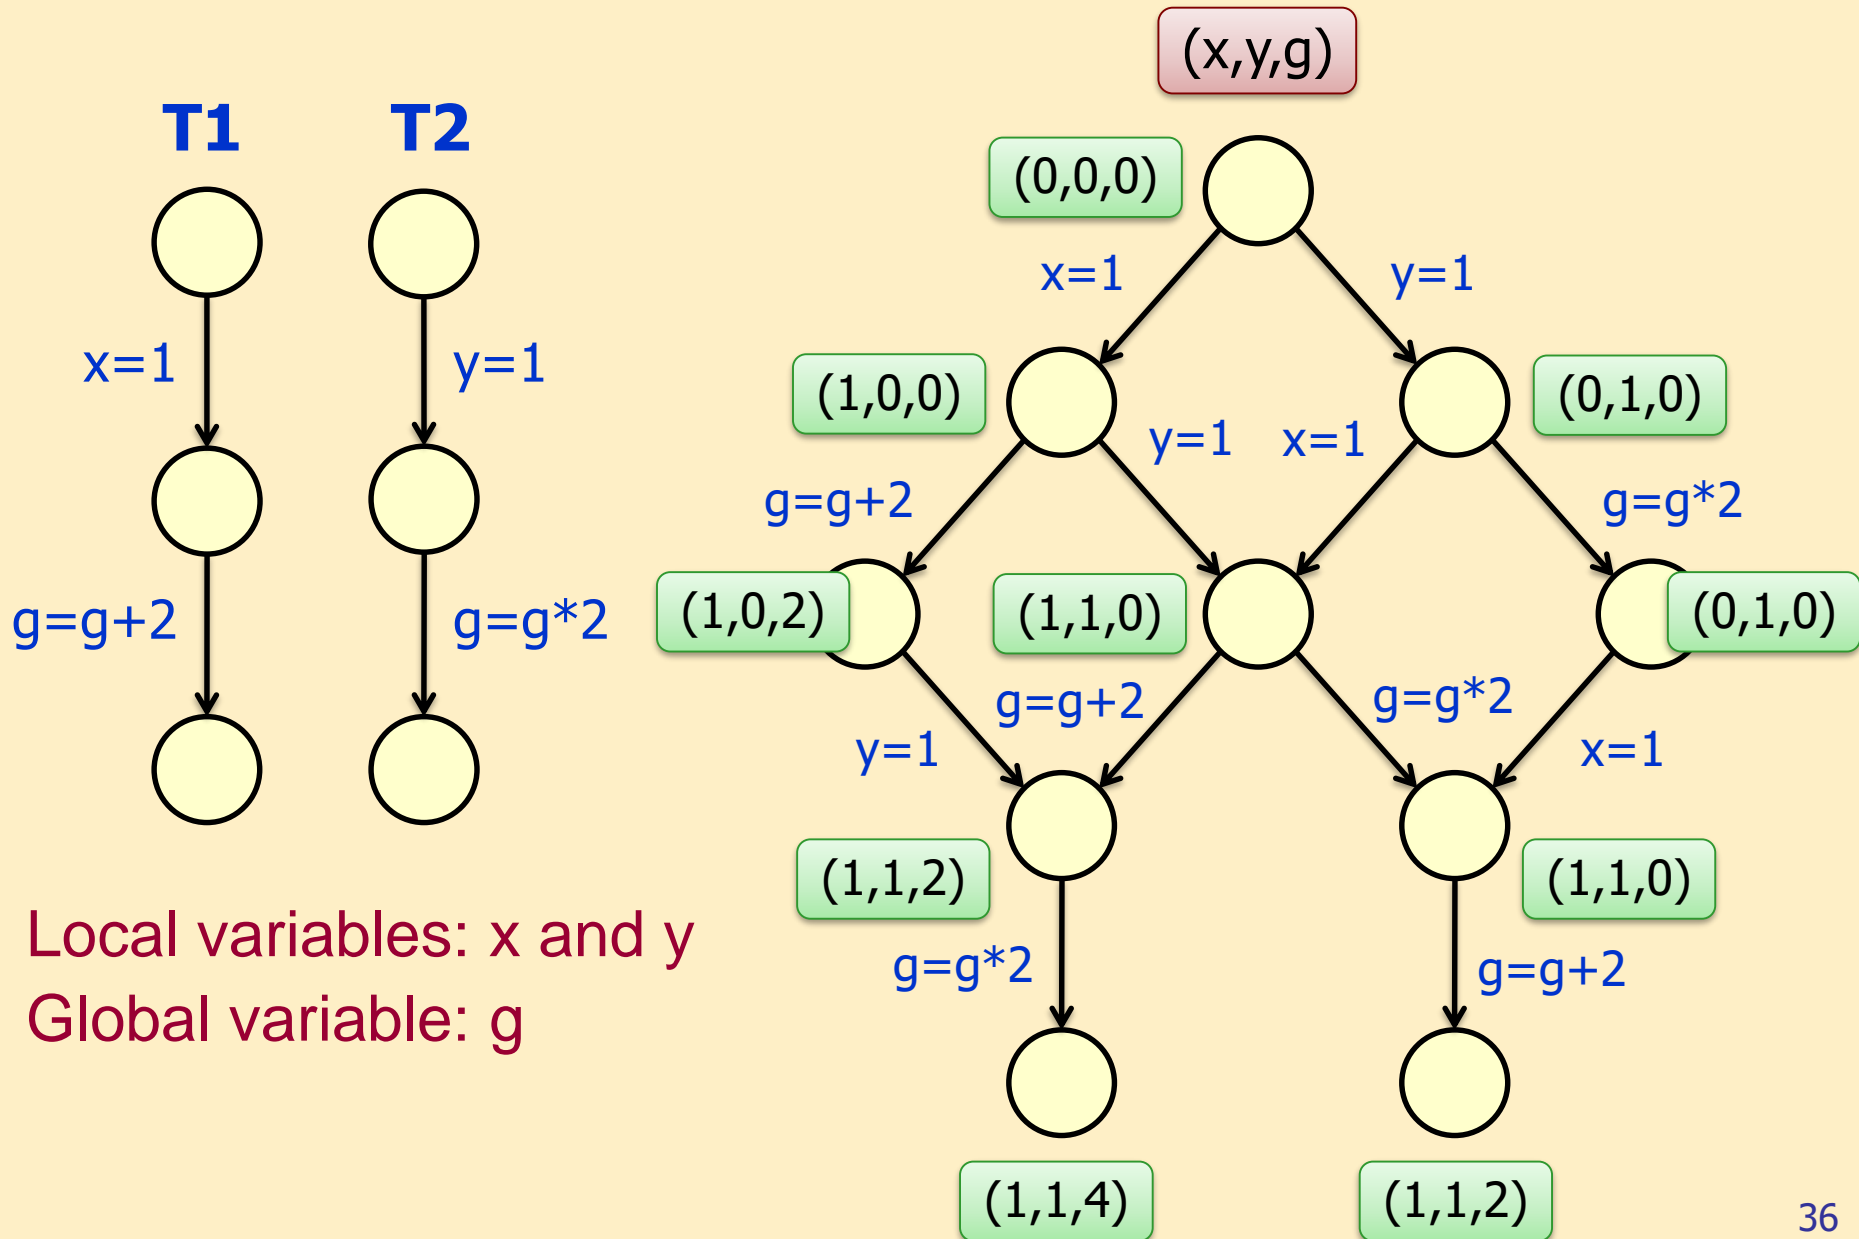 (x,y,g)
T1 T2
(0,0,0)
x=1 y=1
x=1 y=1
(1,0,0) (0,1,0)
y=1 x=1
g=g+2 g=g*2
g=g+2 g=g*2
(1,0,2) (1,1,0) (0,1,0)
g=g+2 g=g*2
y=1 x=1
(1,1,2) (1,1,0)
Local variables: x and y
g=g*2 g=g+2
Global variable: g
(1,1,4) (1,1,2)
36